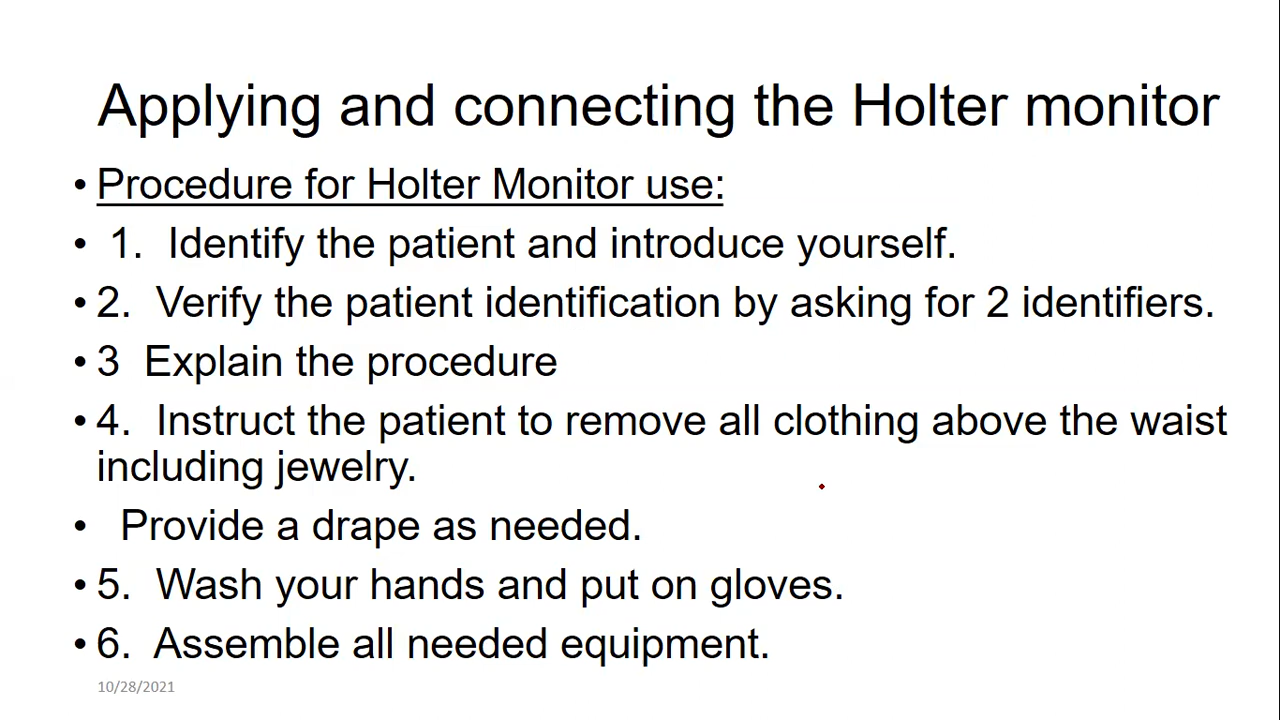 Applying and connecting the Holter monitor
• Procedure for Holter Monitor use:
• 1. Identify the patient and introduce yourself.
• 2. Verify the patient identification by asking for 2 identifiers.
• 3 Explain the procedure
• 4. Instruct the patient to remove all clothing above the waist
including jewelry.
• Provide a drape as needed.
• 5. Wash your hands and put on gloves.
• 6. Assemble all needed equipment.
10/28/2021